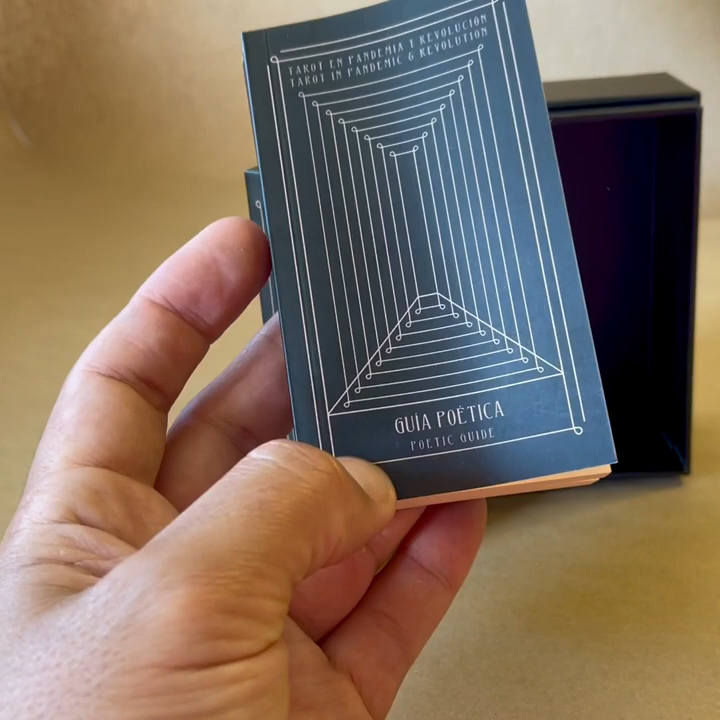 TAROT EN PANDEMIA Y REVOLUCIÓN
TAROT IN PANDEMIC & REVOLUTION
GUÍA POÉTICA
POETIC GUIDE